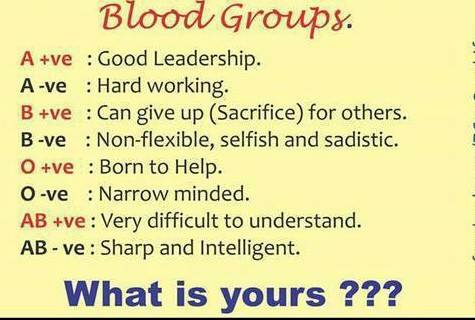 Blood Groups.
A +ve : Good Leadership.
A -ve : Hard working.
B +ve : Can give up (Sacrifice) for others.
B -ve : Non-flexible, selfish and sadistic.
O +ve : Born to Help.
O -ve : Narrow minded.
AB +ve : Very difficult to understand.
AB - ve : Sharp and Intelligent.
What is yours ???